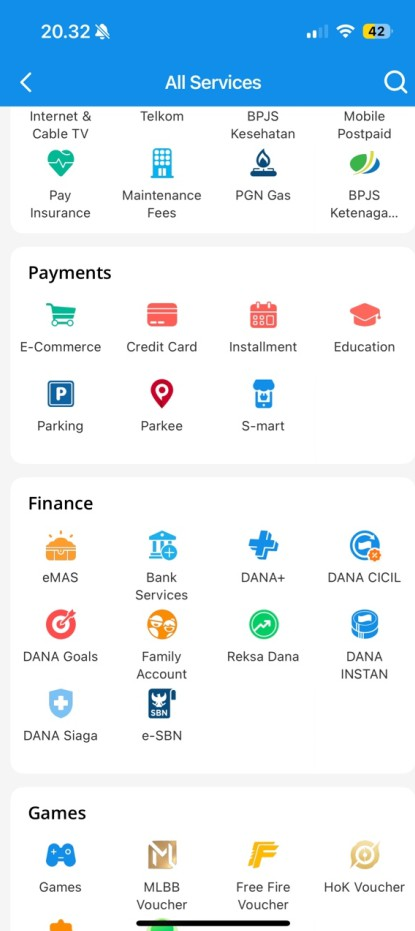 20.32
42
All Services
Internet & Telkom BPJS Mobile
Cable TV Kesehatan Postpaid
Pay Maintenance PGN Gas BPJS
Insurance Fees Ketenaga...
Payments
E-Commerce Credit Card Installment Education
P
Parking Parkee S-mart
Finance
eMAS Bank DANA+ DANA CICIL
Services
DANA Goals Family Reksa Dana DANA
Account INSTAN
SBN
DANA Siaga e-SBN
Games
Games MLBB Free Fire HoK Voucher
Voucher Voucher